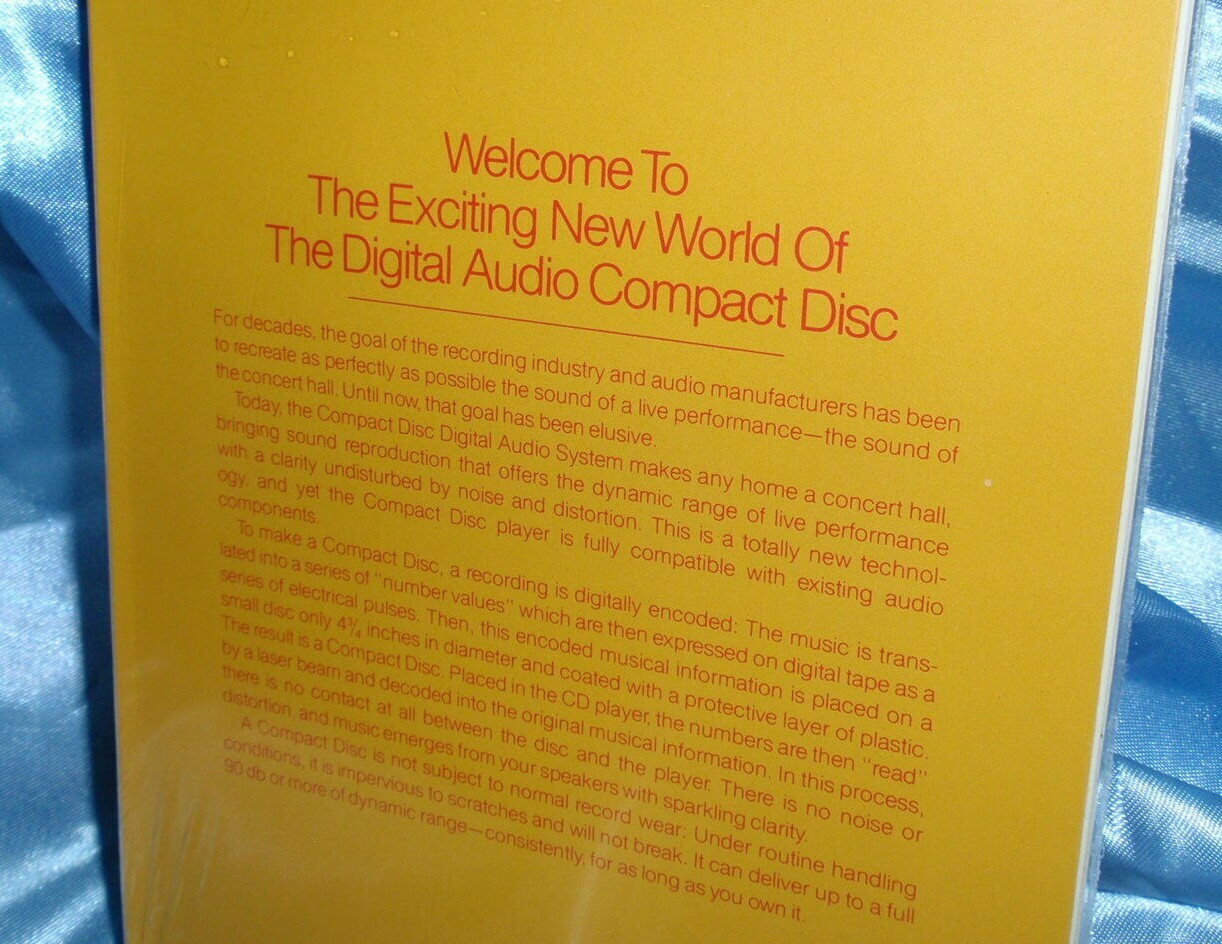 Welcome To
The Exciting New World Of
The Digital Audio Compact Disc
For decades, the goal of the recording industry and audio manufacturers has been
to recreate as perfectly as possible the sound of a live performance—the sound of
the concert hall. Until now, that goal has been elusive.
Today, the Compact Disc Digital Audio System makes any home a concert hall,
bringing sound reproduction that offers the dynamic range of live performance
with a clarity undisturbed by noise and distortion. This is a totally new technol-
ogy, and yet the Compact Disc player is fully compatible with existing audio
components.
To make a Compact Disc, a recording is digitally encoded: The music is trans-
lated into a series of "number values" which are then expressed on digital tape as a
series of electrical pulses. Then, this encoded musical information is placed on a
small disc only 4¾ inches in diameter and coated with a protective layer of plastic.
The result is a Compact Disc. Placed in the CD player, the numbers are then "read"
by a laser beam and decoded into the original musical information. In this process,
there is no contact at all between the disc and the player. There is no noise or
distortion, and music emerges from your speakers with sparkling clarity.
A Compact Disc is not subject to normal record wear: Under routine handling
conditions, it is impervious to scratches and will not break. It can deliver up to a full
90 db or more of dynamic range—consistently, for as long as you own it.